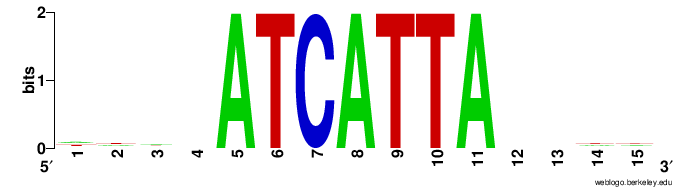 2
bits
1
0
ATCATTA
5′ 1 2 3 4 5 6 7 8 9 10 11 12 13 14 15 3′
weblogo.berkeley.edu